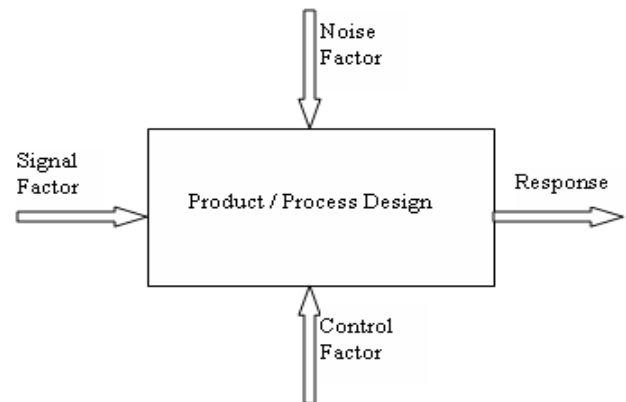 Noise
Factor
Signal
Factor
Product / Process Design
Response
Control
Factor